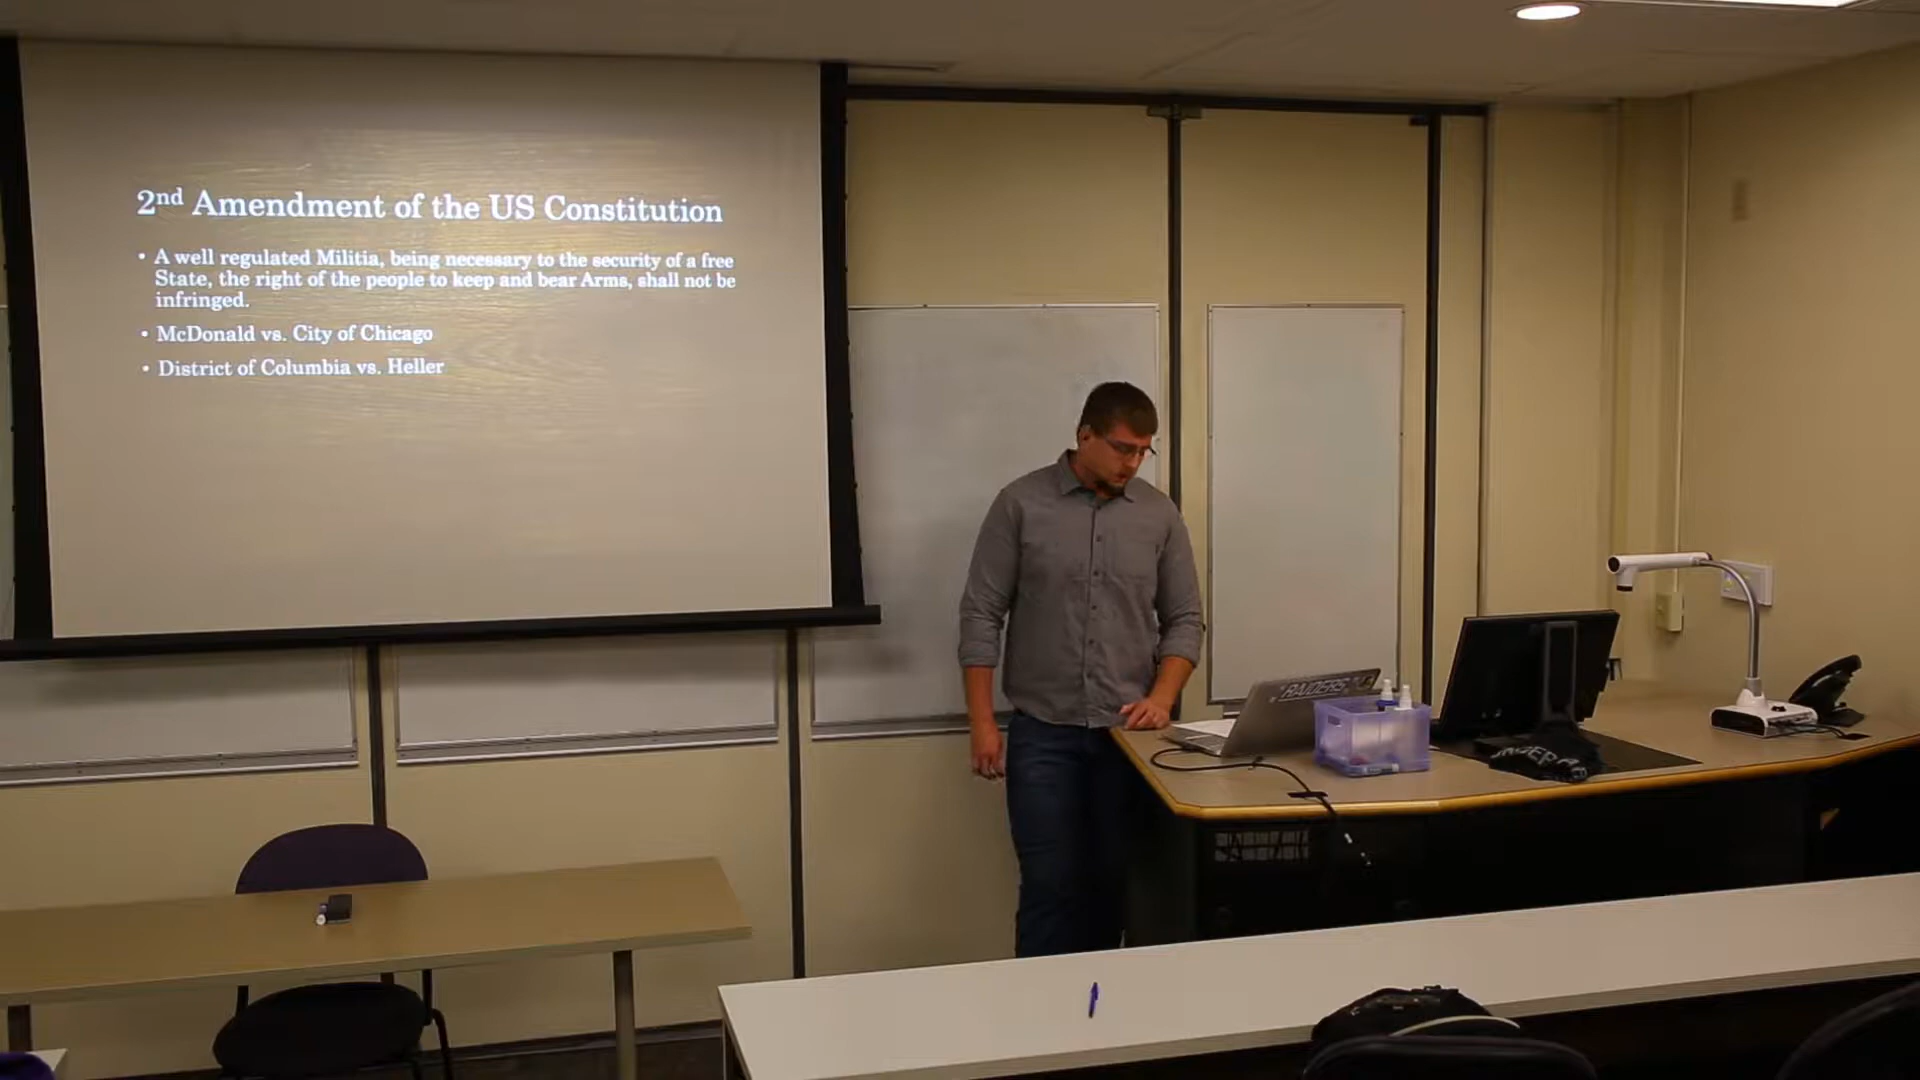 2nd Amendment of the US Constitution
• A well regulated Militia, being necessary to the security of a free
State, the right of the people to keep and bear Arms, shall not be
infringed.
• McDonald vs. City of Chicago
• District of Columbia vs. Heller
RAIDERS